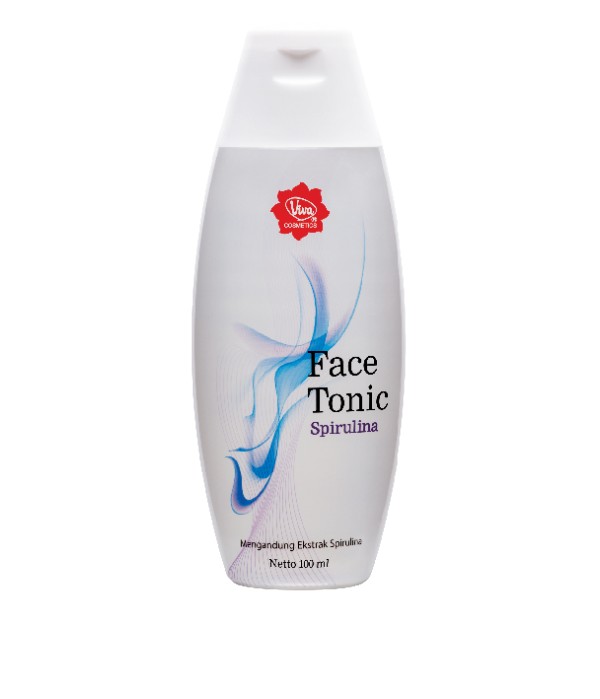 Viva
COSMETICS
Face
Tonic
Spirulina
Mengandung Ekstrak Spirulina
Netto 100 ml